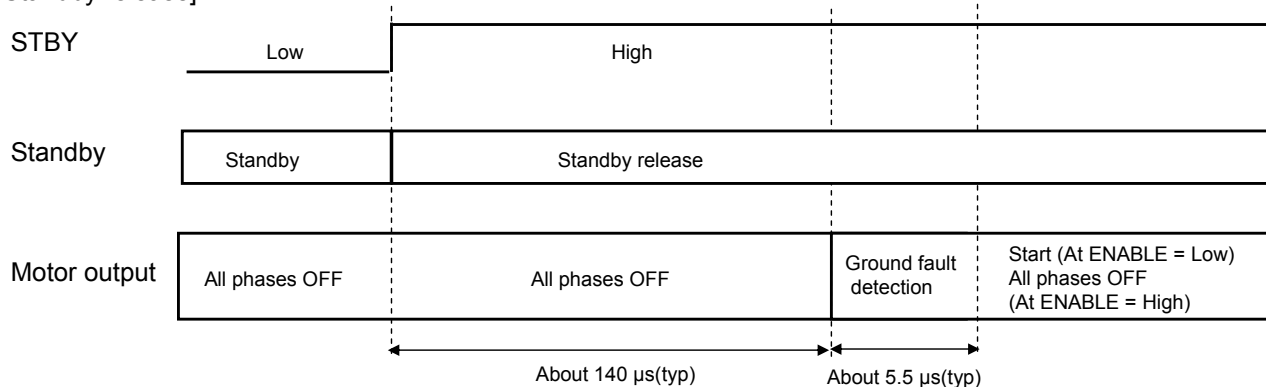 STBY
Low
High
Standby
Standby
Standby release
Motor output
All phases OFF
All phases OFF
Ground fault
detection
Start (At ENABLE = Low)
All phases OFF
(At ENABLE = High)
About 140 µs(typ)
About 5.5 µs(typ)